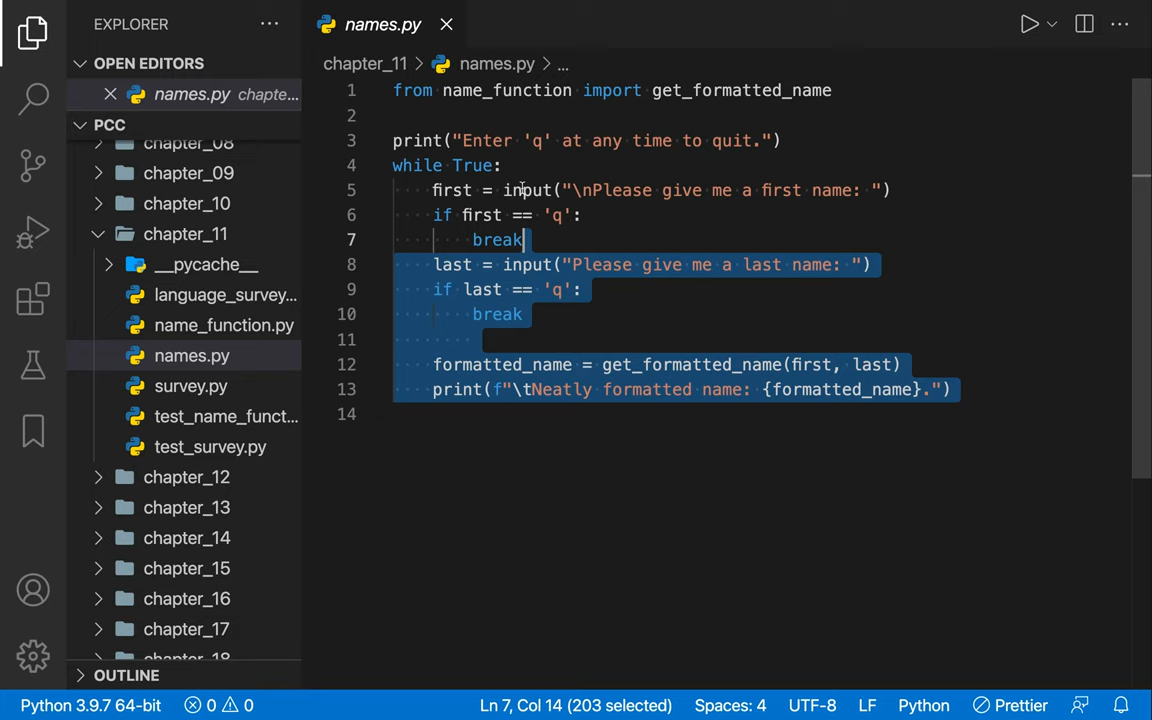 EXPLORER
OPEN EDITORS
names.py chapte...
PCC
chapter_08
chapter_09
chapter_10
chapter_11
__pycache__
language_survey...
name_function.py
names.py
survey.py
test_name_funct...
test_survey.py
chapter_12
chapter_13
chapter_14
chapter_15
chapter_16
chapter_17
chapter_18
OUTLINE
names.py
chapter_11 > names.py > ...
1 from name_function import get_formatted_name
2
3 print("Enter 'q' at any time to quit.")
4 while True:
5 first = input("\nPlease give me a first name: ")
6 if first == 'q':
7 break
8 last = input("Please give me a last name: ")
9 if last == 'q':
10 break
11
12 formatted_name = get_formatted_name(first, last)
13 print(f"\tNeatly formatted name: {formatted_name}.")
14
Python 3.9.7 64-bit 0 0 Ln 7, Col 14 (203 selected) Spaces: 4 UTF-8 LF Python Prettier